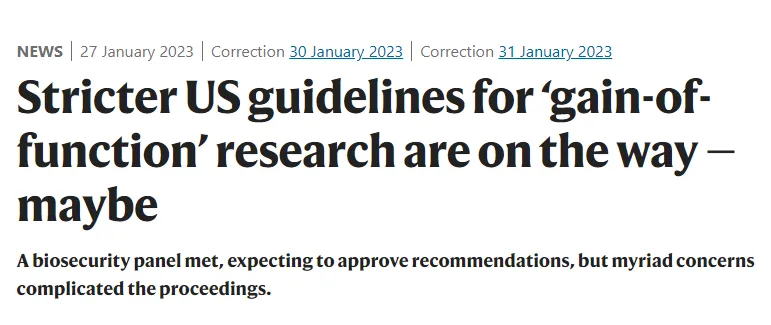 NEWS | 27 January 2023 | Correction 30 January 2023 | Correction 31 January 2023
Stricter US guidelines for ‘gain-of-
function’ research are on the way —
maybe
A biosecurity panel met, expecting to approve recommendations, but myriad concerns
complicated the proceedings.